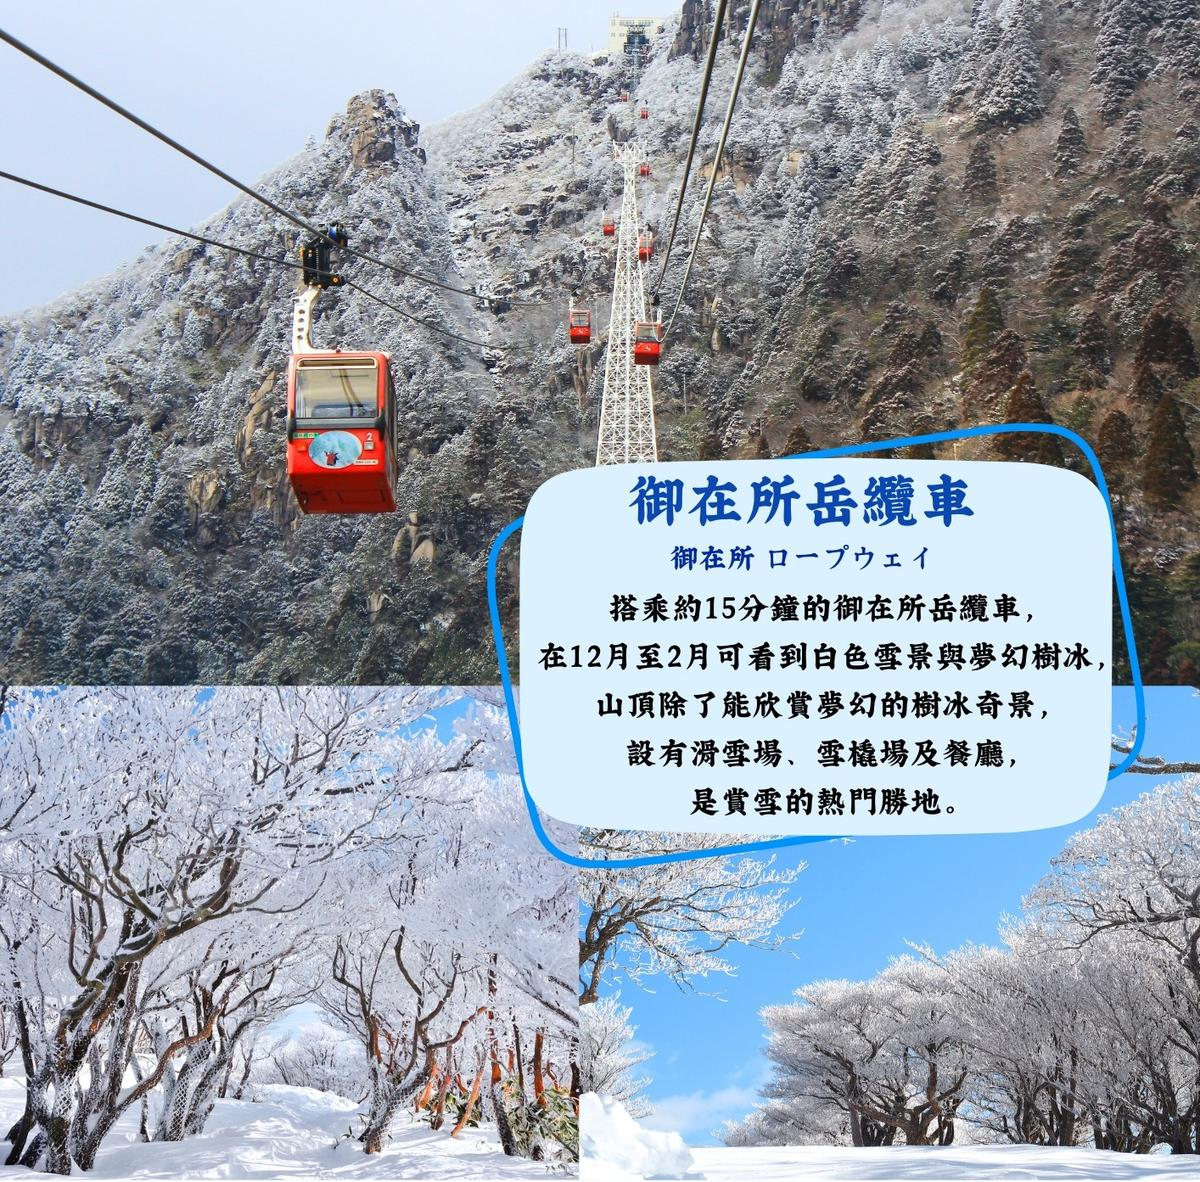 御在所岳纜車
御在所 ロープウェイ
搭乘約15分鐘的御在所岳纜車，
在12月至2月可看到白色雪景與夢幻樹冰，
山頂除了能欣賞夢幻的樹冰奇景，
設有滑雪場、雪橇場及餐廳，
是賞雪的熱門勝地。
2